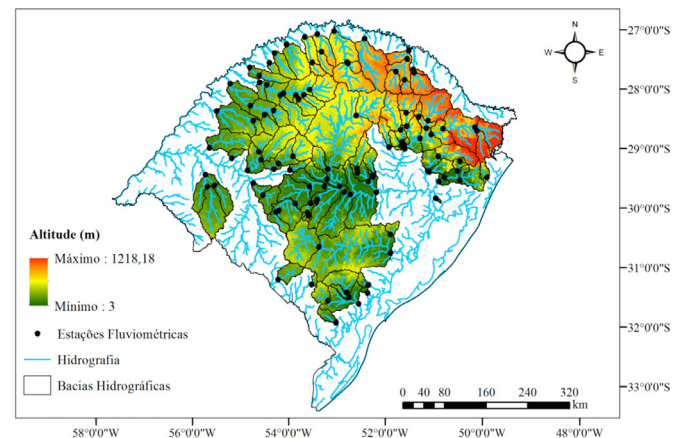 N
W E
S
27°0'0"S
28°0'0"S
29°0'0"S
30°0'0"S
31°0'0"S
32°0'0"S
33°0'0"S
Altitude (m)
Máximo : 1218,18
Mínimo : 3
Estações Fluviométricas
Hidrografia
Bacias Hidrográficas
0 40 80 160 240 320
km
58°0'0"W 56°0'0"W 54°0'0"W 52°0'0"W 50°0'0"W 48°0'0"W